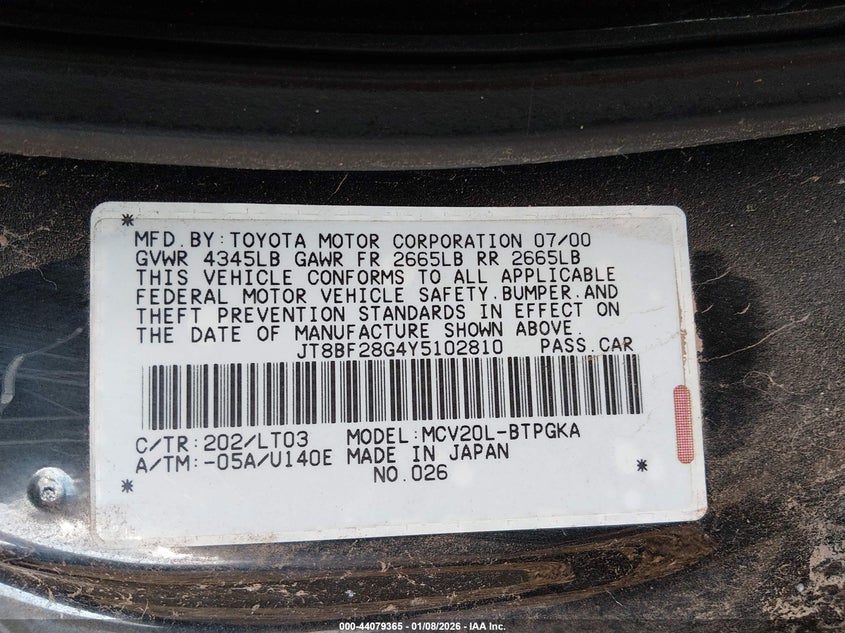 MFD.BY:TOYOTA MOTOR CORPORATION 07/00
GVWR 4345LB GAWR FR 2665LB RR 2665LB
THIS VEHICLE CONFORMS TO ALL APPLICABLE
FEDERAL MOTOR VEHICLE SAFETY.BUMPER.AND
THEFT PREVENTION STANDARDS IN EFFECT ON
THE DATE OF MANUFACTURE SHOWN ABOVE.
JT8BF28G4Y5102810 PASS.CAR
C/TR:202/LT03 MODEL:MCV20L-BTPGKA
A/TM:-05A/U140E MADE IN JAPAN
NO.026
000-44079365 - 01/08/2026 - IAA Inc.